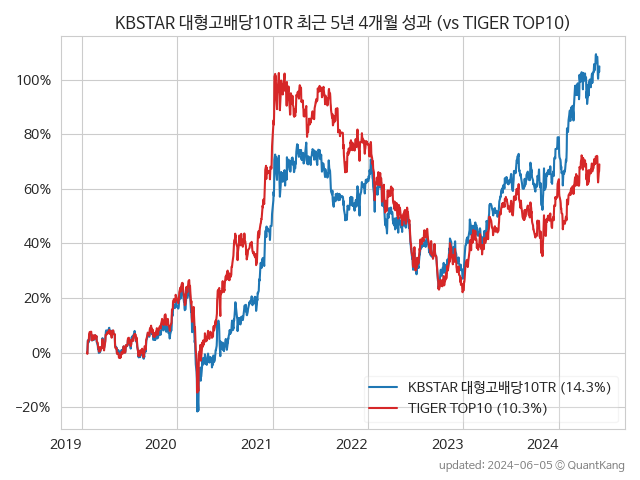 KBSTAR 대형고배당10TR 최근 5년 4개월 성과 (vs TIGER TOP10)
100%
80%
60%
40%
20%
0%
−20%
KBSTAR 대형고배당10TR (14.3%)
TIGER TOP10 (10.3%)
2019 2020 2021 2022 2023 2024
updated: 2024-06-05 © QuantKang